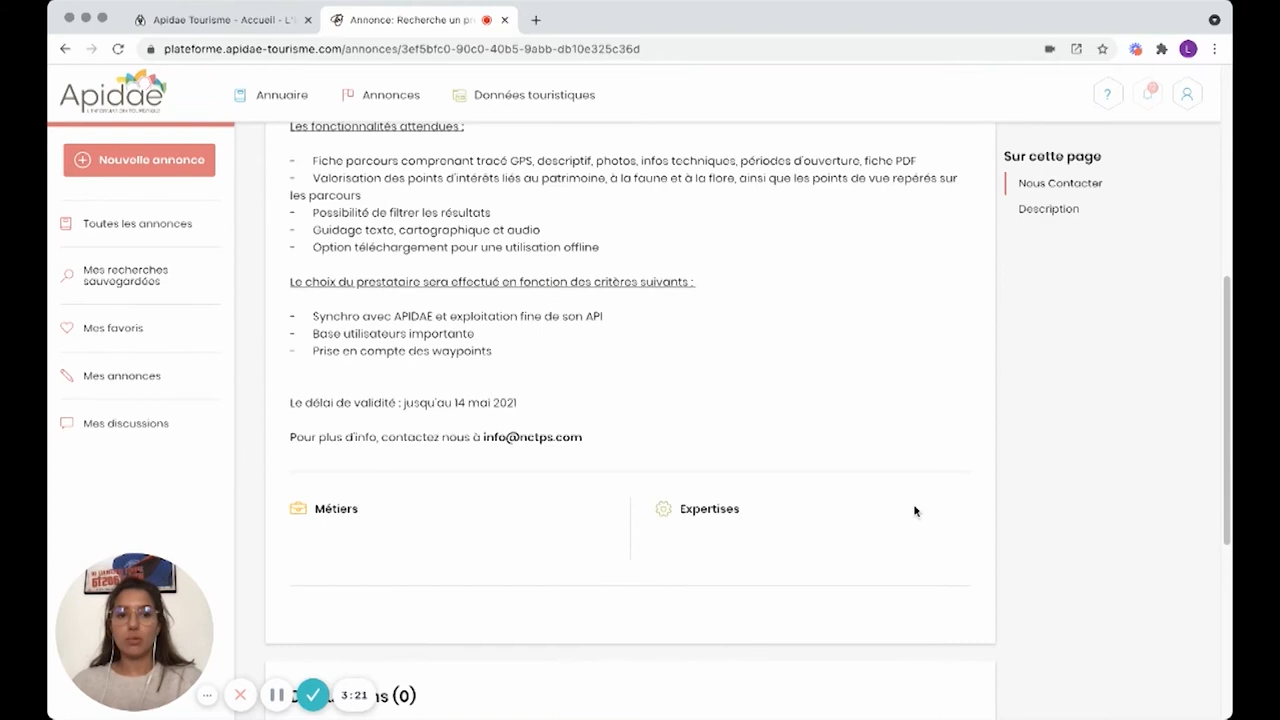 Apidae Tourisme - Accueil - L'i
Annonce: Recherche un pr
plateforme.apidae-tourisme.com/annonces/3ef5bfc0-90c0-40b5-9abb-db10e325c36d
L
Apidae
Annuaire
Annonces
Données touristiques
?
Nouvelle annonce
Toutes les annonces
Mes recherches
sauvegardées
Mes favoris
Mes annonces
Mes discussions
Les fonctionnalités attendues :
- Fiche parcours comprenant tracé GPS, descriptif, photos, infos techniques, périodes d'ouverture, fiche PDF
- Valorisation des points d'intérêts liés au patrimoine, à la faune et à la flore, ainsi que les points de vue repérés sur
les parcours
- Possibilité de filtrer les résultats
- Guidage texte, cartographique et audio
- Option téléchargement pour une utilisation offline
Le choix du prestataire sera effectué en fonction des critères suivants :
- Synchro avec APIDAE et exploitation fine de son API
- Base utilisateurs importante
- Prise en compte des waypoints
Le délai de validité : jusqu'au 14 mai 2021
Pour plus d'info, contactez nous à info@nctps.com
Métiers
Expertises
Sur cette page
Nous Contacter
Description
3:21
ns (0)